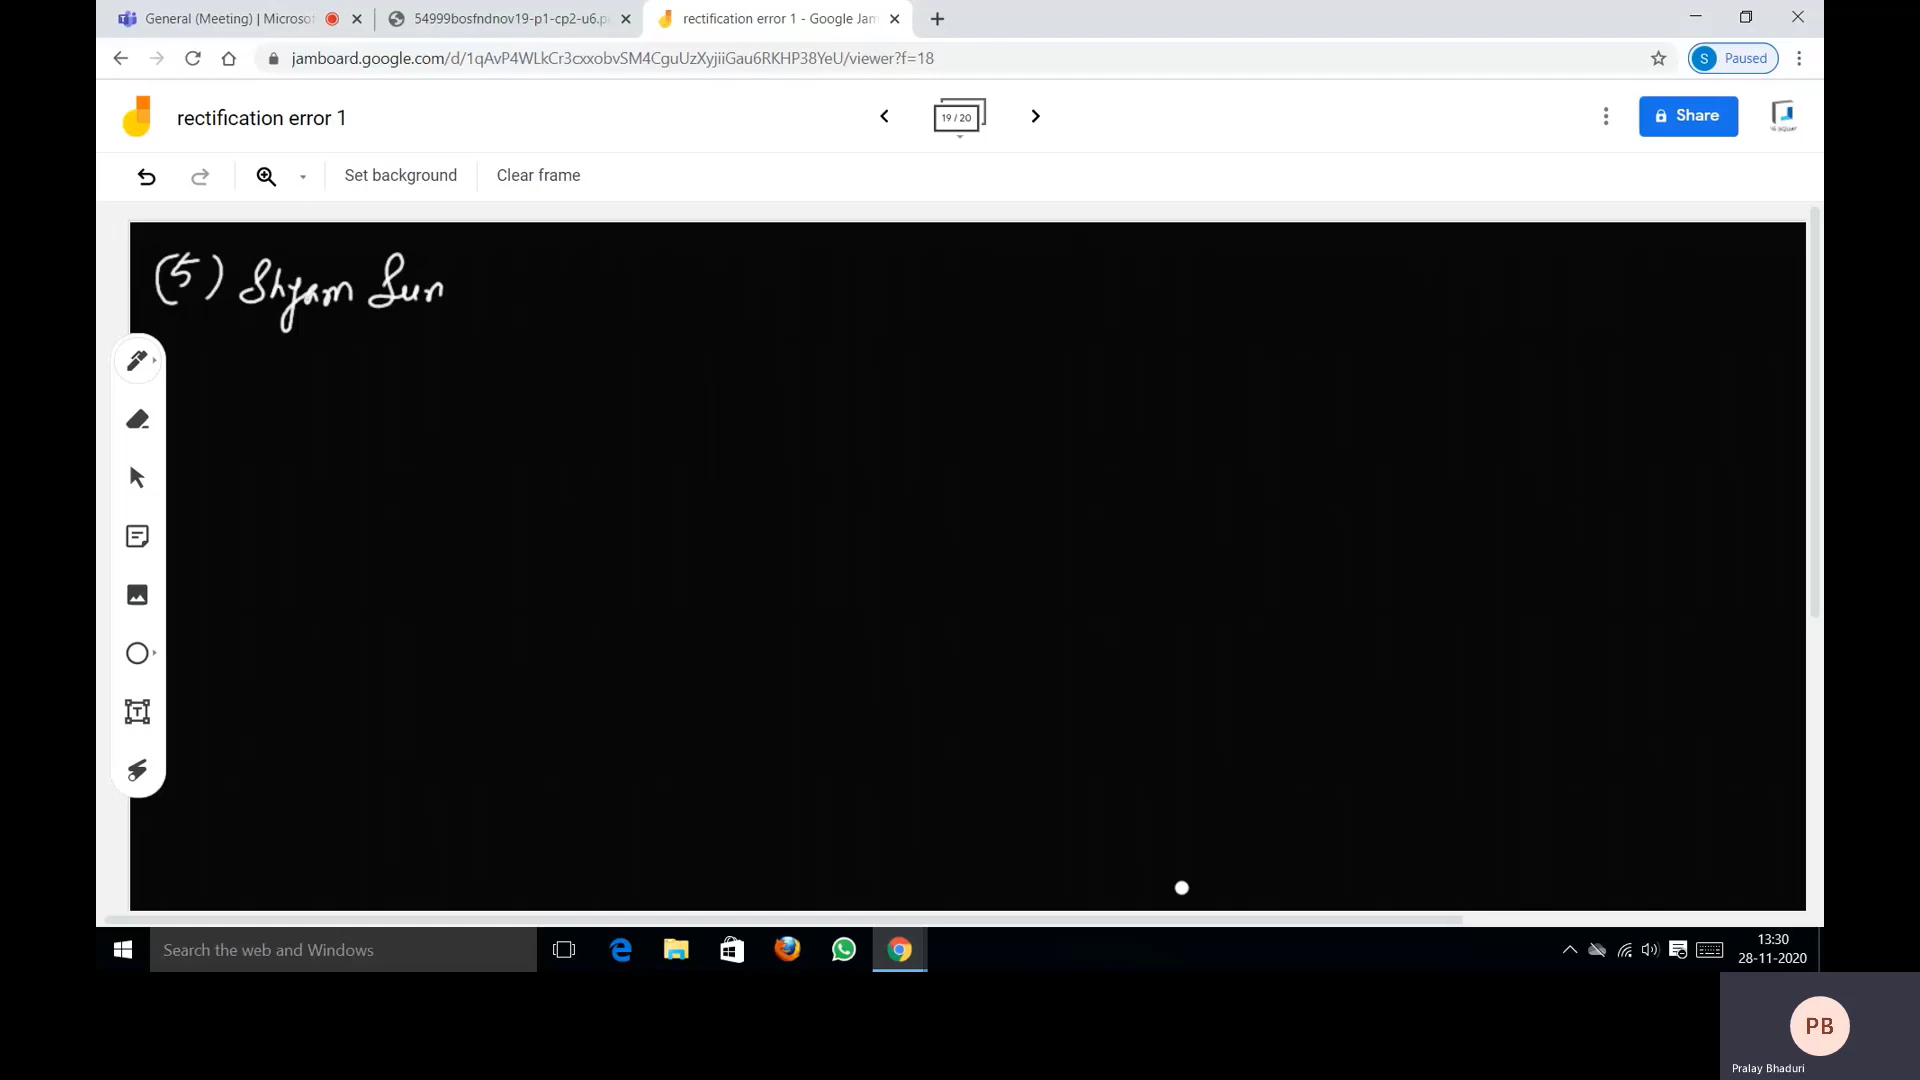 General (Meeting) | Microso
54999bosfndnov19-p1-cp2-u6.p
rectification error 1 - Google Jam
jamboard.google.com/d/1qAvP4WLkCr3cxxobvSM4CguUzXyjiiGau6RKHP38YeU/viewer?f=18
S Paused
rectification error 1
19 / 20
Share
Set background
Clear frame
(5) Shyam Sun
Search the web and Windows
13:30
28-11-2020
PB
Pralay Bhaduri